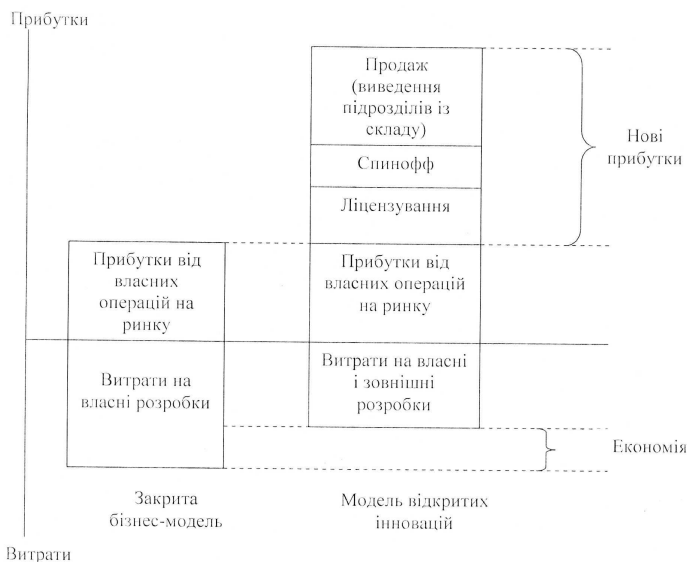 Прибутки
Продаж
(виведення
підрозділів із
складу)
Нові
прибутки
Спинофф
Ліцензування
Прибутки від
власних
операцій на
ринку
Прибутки від
власних операцій
на ринку
Витрати на
власні розробки
Витрати на власні
і зовнішні
розробки
Економія
Закрита
бізнес-модель
Модель відкритих
інновацій
Витрати